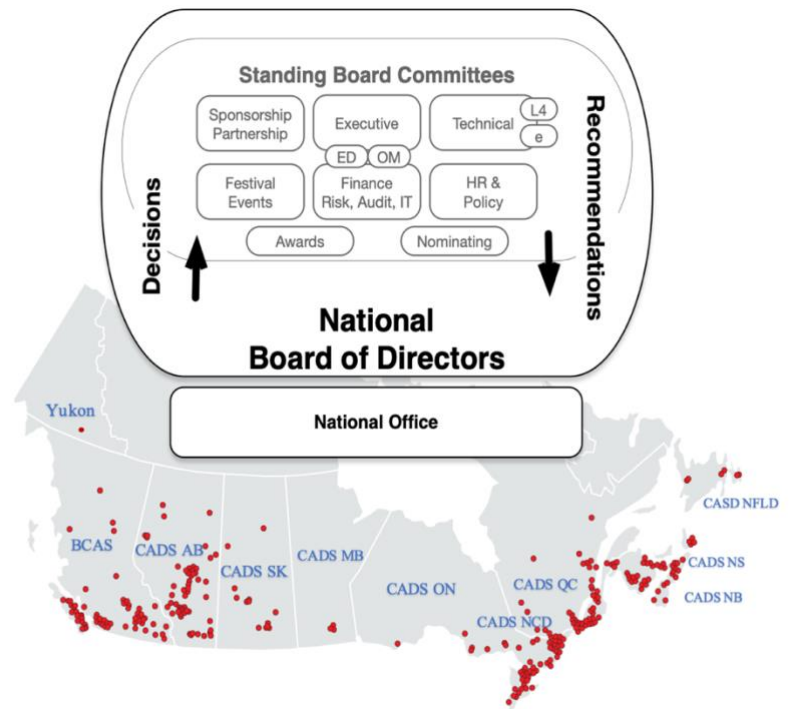 Standing Board Committees
Sponsorship
Partnership
Executive
Technical
L4
e
ED
OM
Festival
Events
Finance
Risk, Audit, IT
HR &
Policy
Awards
Nominating
Decisions
Recommendations
National
Board of Directors
National Office
Yukon
BCAS
CADS AB
CADS SK
CADS MB
CADS ON
CADS QC
CADS NCD
CASD NFLD
CADS NS
CADS NB